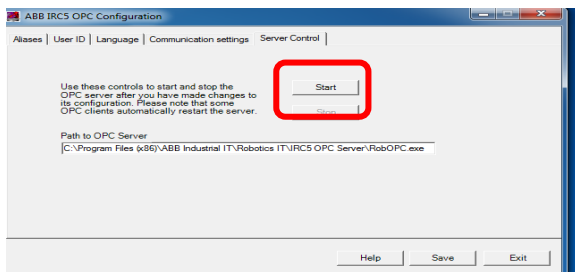 ABB IRC5 OPC Configuration
Aliases User ID Language Communication settings Server Control
Use these controls to start and stop the
OPC server after you have made changes to
its configuration. Please note that some
OPC clients automatically restart the server.
Start
Stop
Path to OPC Server
C:\Program Files (x86)\ABB Industrial IT\Robotics IT\IRC5 OPC Server\RobOPC.exe
Help Save Exit